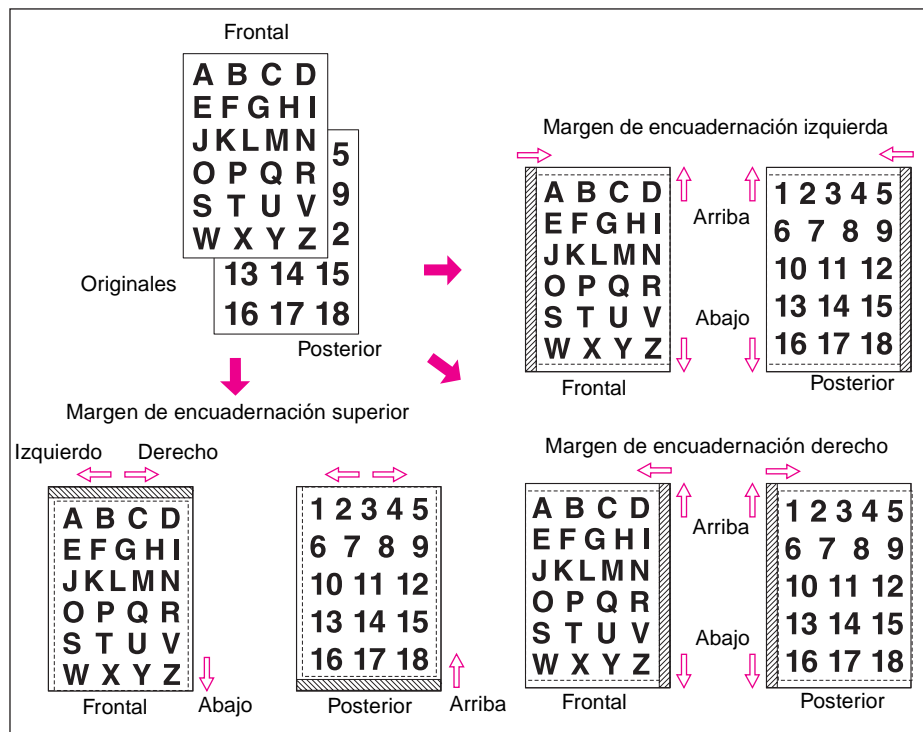 Frontal
A B C D
E F G H I
J K L M N
O P Q R
S T U V
W X Y Z
5
9
2
13 14 15
16 17 18
Originales
Posterior
Margen de encuadernación izquierda
A B C D
E F G H I
J K L M N
O P Q R
S T U V
W X Y Z
Frontal
Arriba
Abajo
1 2 3 4 5
6 7 8 9
10 11 12
13 14 15
16 17 18
Posterior
Margen de encuadernación superior
Izquierdo Derecho
A B C D
E F G H I
J K L M N
O P Q R
S T U V
W X Y Z
Frontal
Abajo
1 2 3 4 5
6 7 8 9
10 11 12
13 14 15
16 17 18
Posterior
Arriba
Margen de encuadernación derecho
A B C D
E F G H I
J K L M N
O P Q R
S T U V
W X Y Z
Frontal
Arriba
Abajo
1 2 3 4 5
6 7 8 9
10 11 12
13 14 15
16 17 18
Posterior